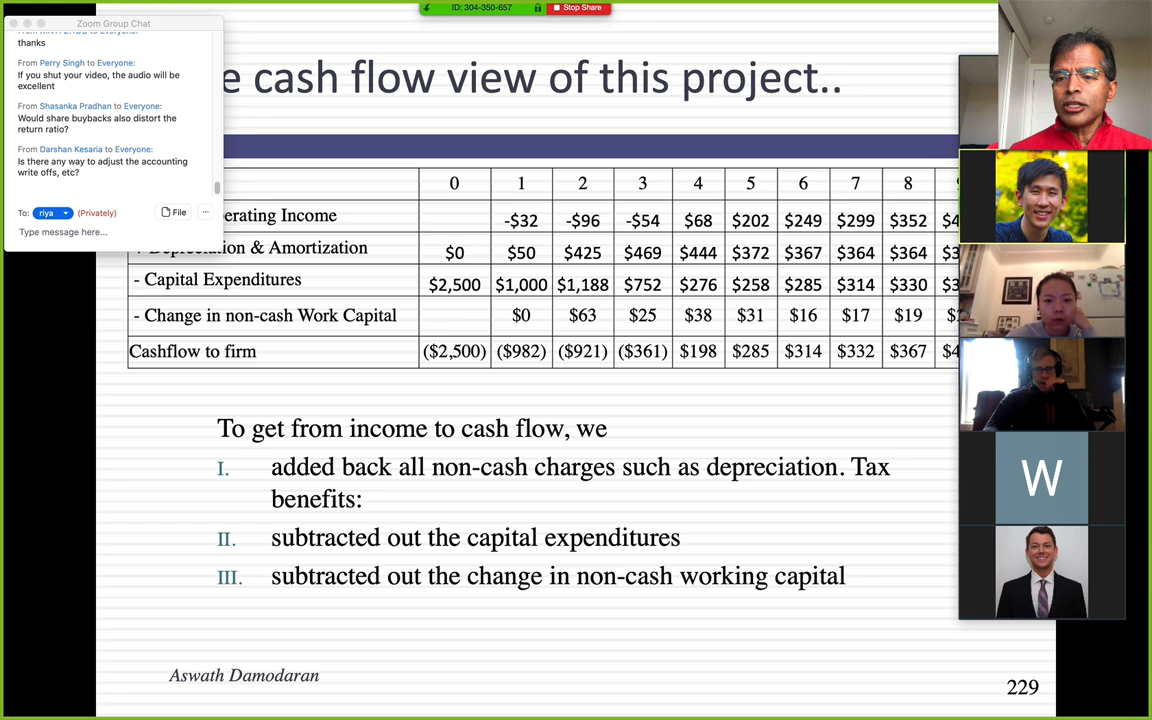 ID: 304-350-657
Stop Share
Zoom Group Chat
thanks
From Perry Singh to Everyone:
If you shut your video, the audio will be
excellent
From Shasanka Pradhan to Everyone:
Would share buybacks also distort the
return ratio?
From Darshan Kesaria to Everyone:
Is there any way to adjust the accounting
write offs, etc?
To: riya (Privately) File ...
Type message here...
e cash flow view of this project..
0 1 2 3 4 5 6 7 8
erating Income -$32 -$96 -$54 $68 $202 $249 $299 $352 $4
& Amortization $0 $50 $425 $469 $444 $372 $367 $364 $364 $3
- Capital Expenditures $2,500 $1,000 $1,188 $752 $276 $258 $285 $314 $330 $3
- Change in non-cash Work Capital $0 $63 $25 $38 $31 $16 $17 $19
Cashflow to firm ($2,500) ($982) ($921) ($361) $198 $285 $314 $332 $367 $4
To get from income to cash flow, we
I. added back all non-cash charges such as depreciation. Tax
benefits:
II. subtracted out the capital expenditures
III. subtracted out the change in non-cash working capital
Aswath Damodaran
229
W